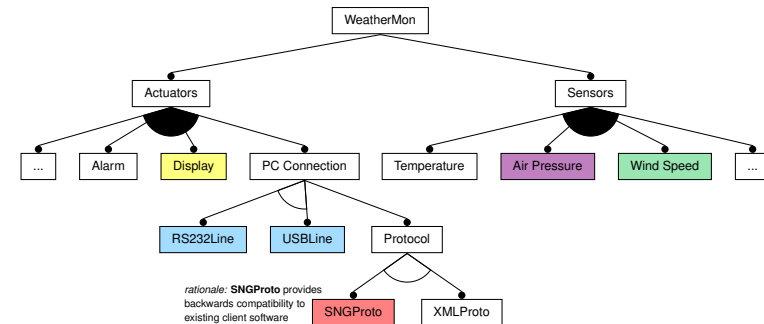 WeatherMon
Actuators
Sensors
...
Alarm
Display
PC Connection
Temperature
Air Pressure
Wind Speed
...
RS232Line
USBLine
Protocol
rationale: SNGProto provides
backwards compatibility to
existing client software
SNGProto
XMLProto